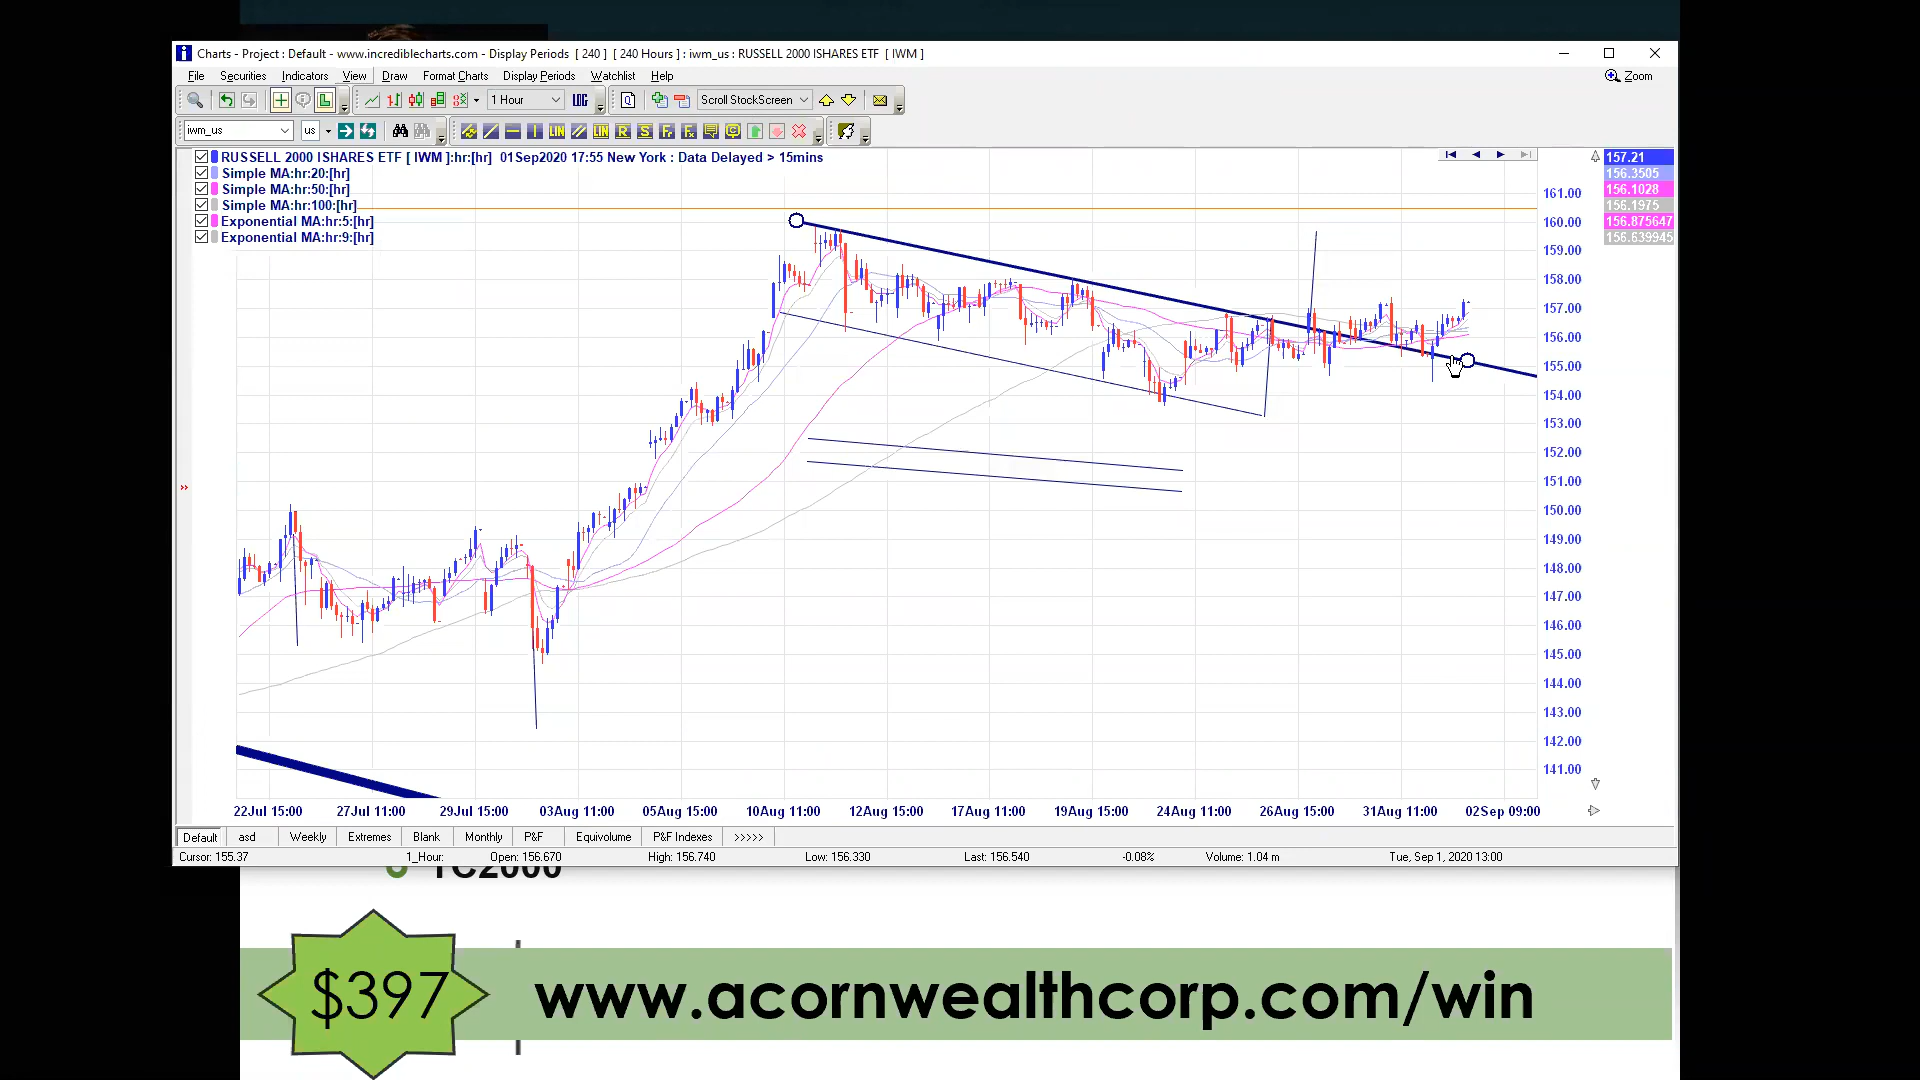 Charts - Project : Default - www.incrediblecharts.com - Display Periods [ 240 ] [ 240 Hours ] : iwm_us : RUSSELL 2000 ISHARES ETF [ IWM ]
File Securities Indicators View Draw Format Charts Display Periods Watchlist Help
Zoom
1 Hour LOG Q Scroll StockScreen
iwm_us us LIN LIN R S
RUSSELL 2000 ISHARES ETF [ IWM ]:hr:[hr] 01Sep2020 17:55 New York : Data Delayed > 15mins
Simple MA:hr:20:[hr]
Simple MA:hr:50:[hr]
Simple MA:hr:100:[hr]
Exponential MA:hr:5:[hr]
Exponential MA:hr:9:[hr]
157.21
156.3505
156.1028
156.1975
156.875647
156.639945
161.00
160.00
159.00
158.00
157.00
156.00
155.00
154.00
153.00
152.00
151.00
150.00
149.00
148.00
147.00
146.00
145.00
144.00
143.00
142.00
141.00
22Jul 15:00 27Jul 11:00 29Jul 15:00 03Aug 11:00 05Aug 15:00 10Aug 11:00 12Aug 15:00 17Aug 11:00 19Aug 15:00 24Aug 11:00 26Aug 15:00 31Aug 11:00 02Sep 09:00
Default asd Weekly Extremes Blank Monthly P&F Equivolume P&F Indexes >>>>>
Cursor: 155.37 1_Hour: Open: 156.670 High: 156.740 Low: 156.330 Last: 156.540 -0.08% Volume: 1.04 m Tue, Sep 1, 2020 13:00
TC2000
$397
www.acornwealthcorp.com/win